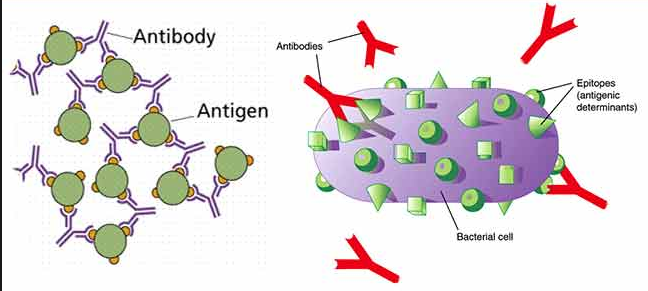 Antibody
Antigen
Antibodies
Epitopes
(antigenic
determinants)
Bacterial cell